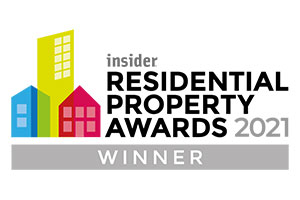 insider
RESIDENTIAL
PROPERTY
AWARDS 2021
WINNER